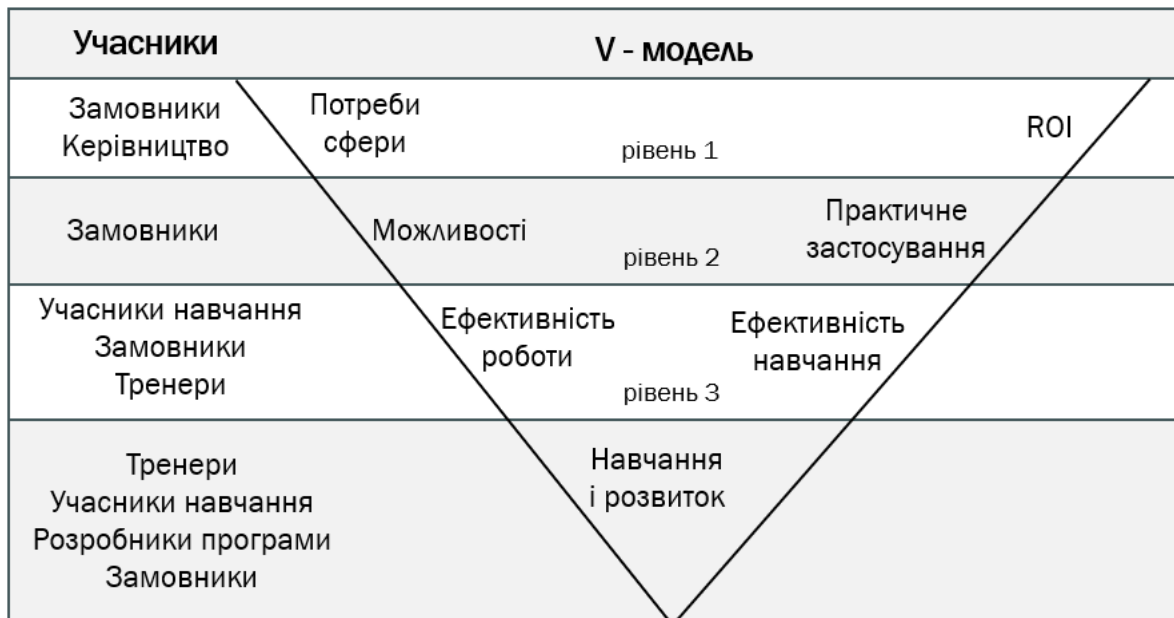 Учасники
V - модель
Замовники
Керівництво
Потреби
сфери
рівень 1
ROI
Замовники
Можливості
рівень 2
Практичне
застосування
Учасники навчання
Замовники
Тренери
Ефективність
роботи
рівень 3
Ефективність
навчання
Тренери
Учасники навчання
Розробники програми
Замовники
Навчання
і розвиток